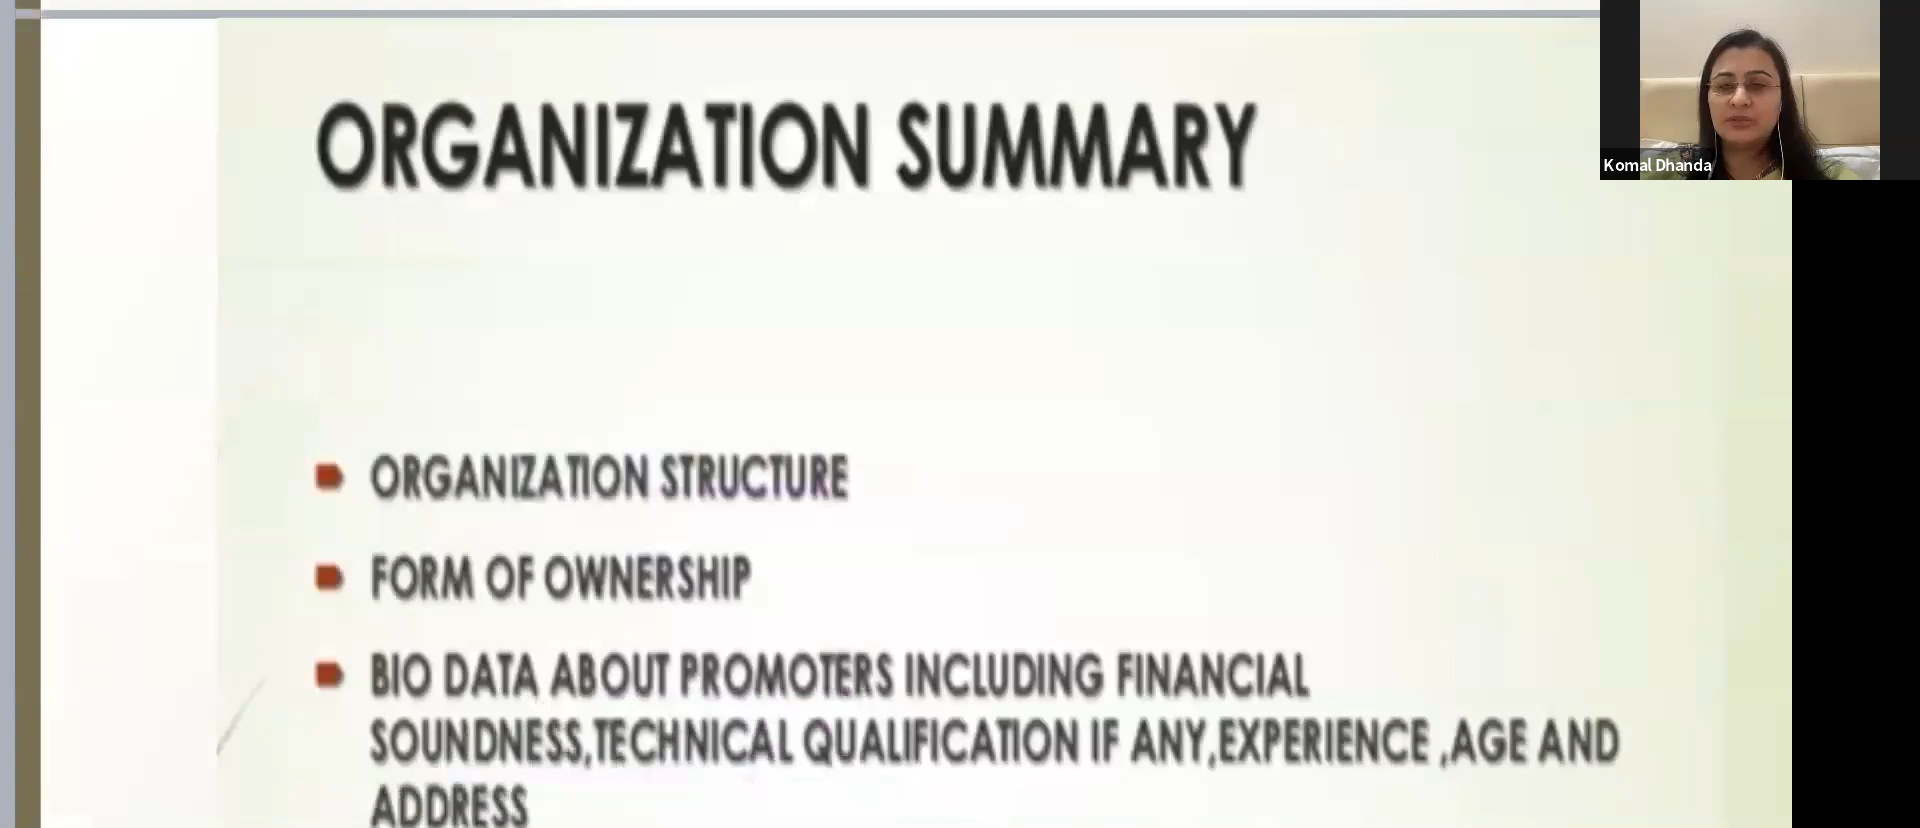 ORGANIZATION SUMMARY
Komal Dhanda
ORGANIZATION STRUCTURE
FORM OF OWNERSHIP
BIO DATA ABOUT PROMOTERS INCLUDING FINANCIAL
SOUNDNESS,TECHNICAL QUALIFICATION IF ANY,EXPERIENCE ,AGE AND
ADDRESS